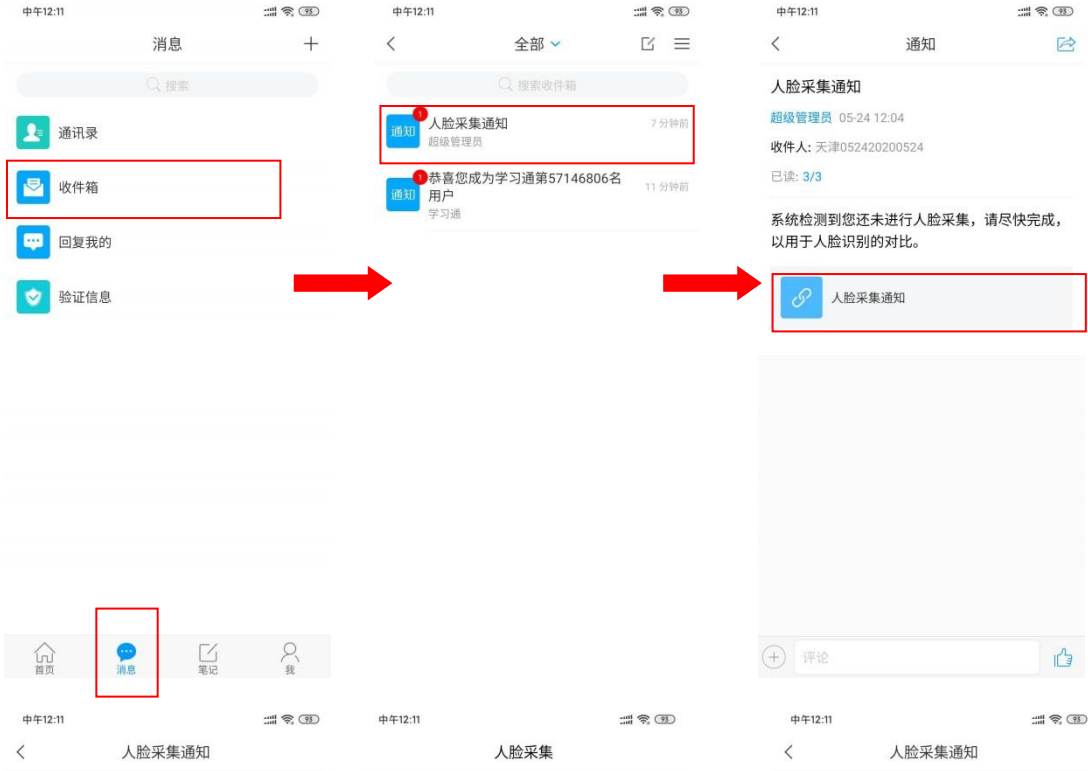 中午12:11
93
消息
搜索
通讯录
收件箱
回复我的
验证信息
首页
消息
笔记
我
中午12:11
93
全部
搜索收件箱
通知
1
人脸采集通知
7 分钟前
超级管理员
通知
1
恭喜您成为学习通第57146806名
用户
11 分钟前
学习通
中午12:11
93
通知
人脸采集通知
超级管理员 05-24 12:04
收件人: 天津052420200524
已读: 3/3
系统检测到您还未进行人脸采集，请尽快完成，
以用于人脸识别的对比。
人脸采集通知
评论
中午12:11
93
人脸采集通知
中午12:11
93
人脸采集
中午12:11
93
人脸采集通知